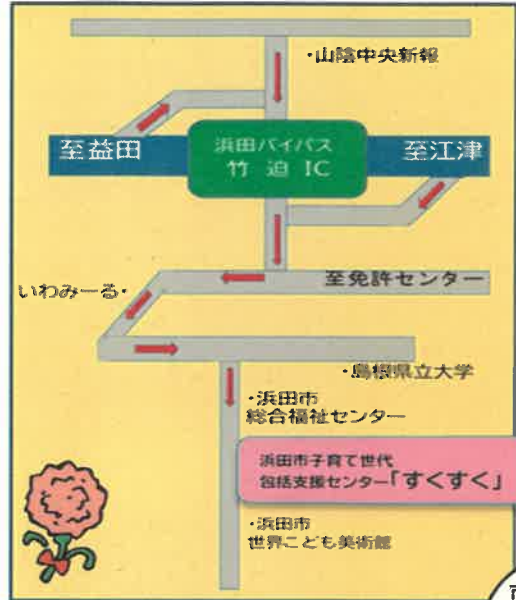 ・山陰中央新報
至益田
浜田バイパス
竹迫 IC
至江津
至免許センター
いわみーる・
・島根県立大学
・浜田市
総合福祉センター
浜田市子育て世代
包括支援センター「すくすく」
・浜田市
世界こども美術館